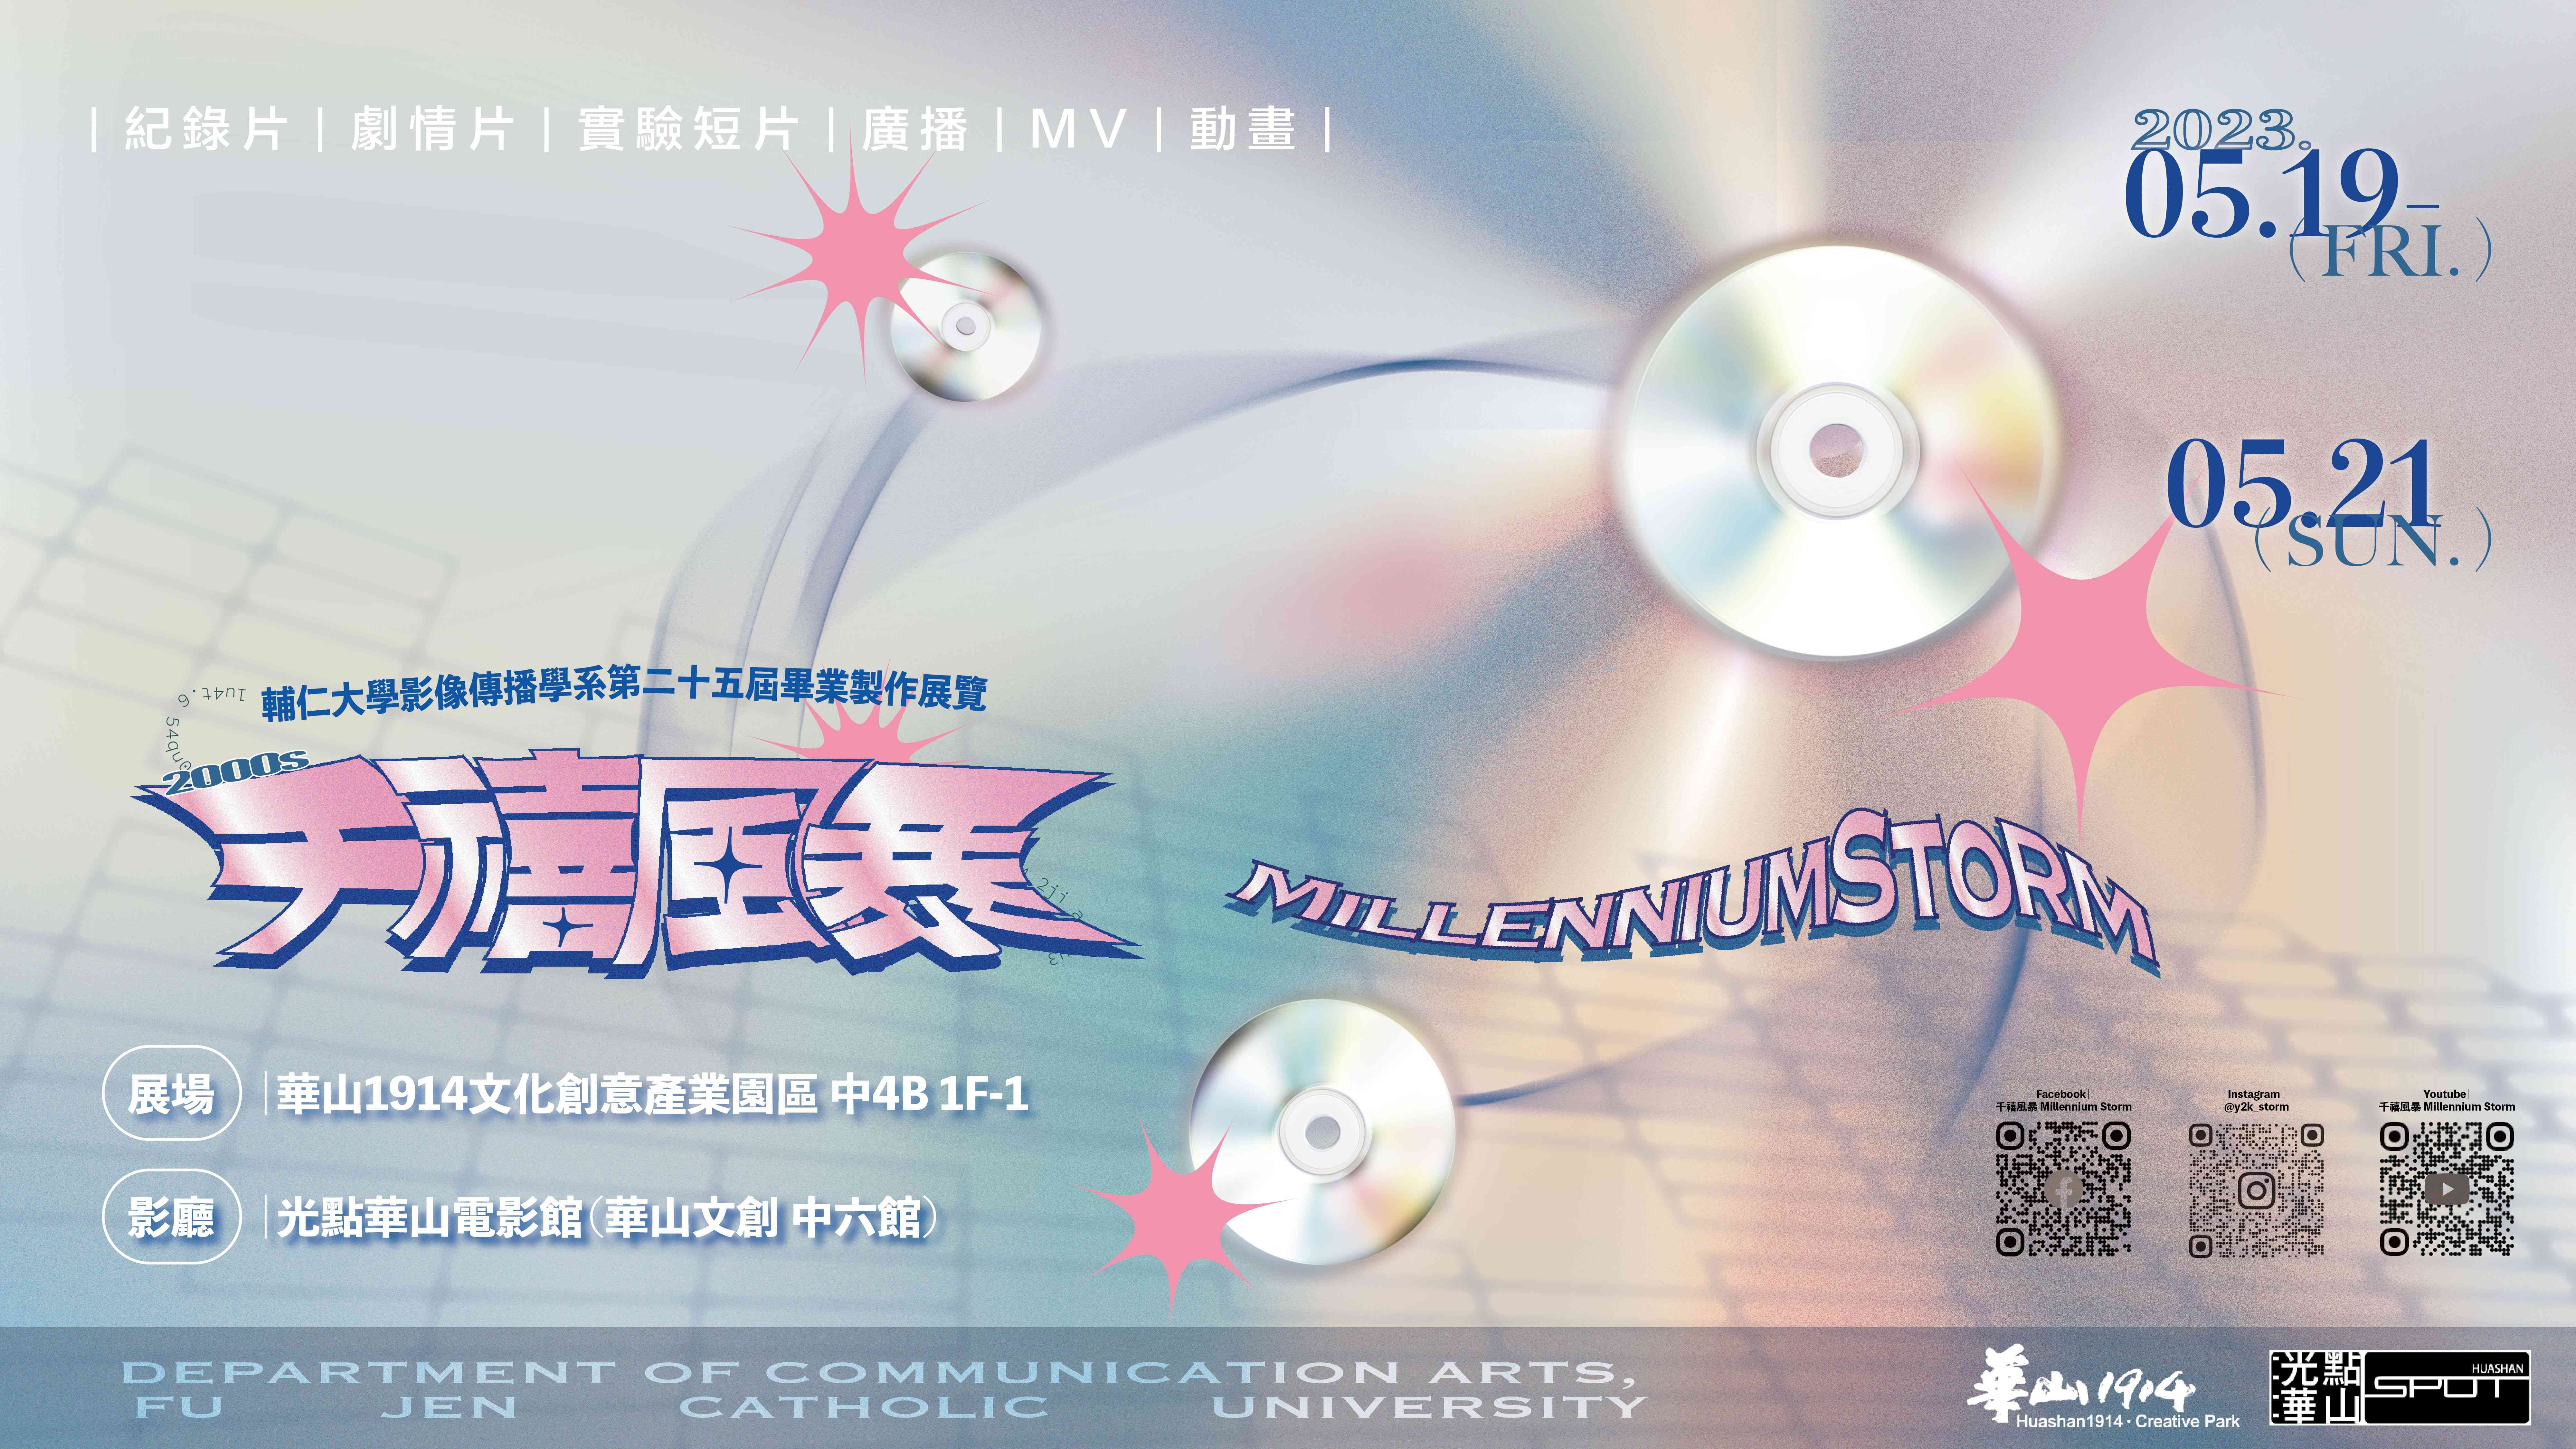 |紀錄片|劇情片|實驗短片|廣播|MV|動畫|
2023.
05.19–
(FRI.)
05.21
(SUN.)
輔仁大學影像傳播學系第二十五屆畢業製作展覽
2000s
千禧風暴
MILLENNIUM STORM
展場 |華山1914文化創意產業園區 中4B 1F-1
影廳 |光點華山電影館(華山文創 中六館)
Facebook|
千禧風暴 Millennium Storm
Instagram|
@y2k_storm
Youtube|
千禧風暴 Millennium Storm
DEPARTMENT OF COMMUNICATION ARTS,
FU JEN CATHOLIC UNIVERSITY
華山1914
Huashan1914·Creative Park
光點華山
HUASHAN
SPOT